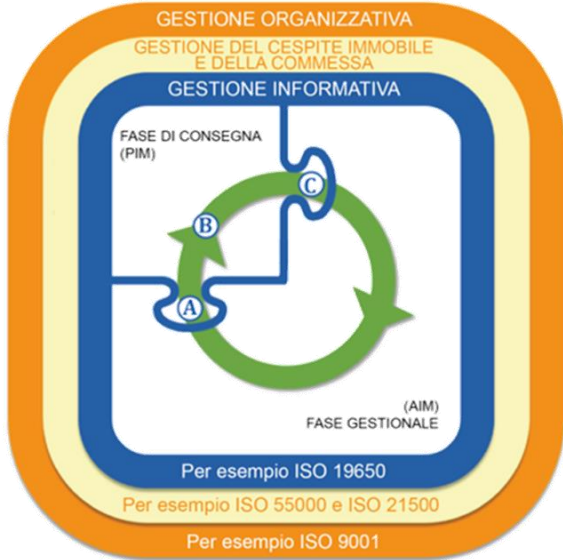 GESTIONE ORGANIZZATIVA
GESTIONE DEL CESPITE IMMOBILE
E DELLA COMMESSA
GESTIONE INFORMATIVA
FASE DI CONSEGNA
(PIM)
C
B
A
(AIM)
FASE GESTIONALE
Per esempio ISO 19650
Per esempio ISO 55000 e ISO 21500
Per esempio ISO 9001